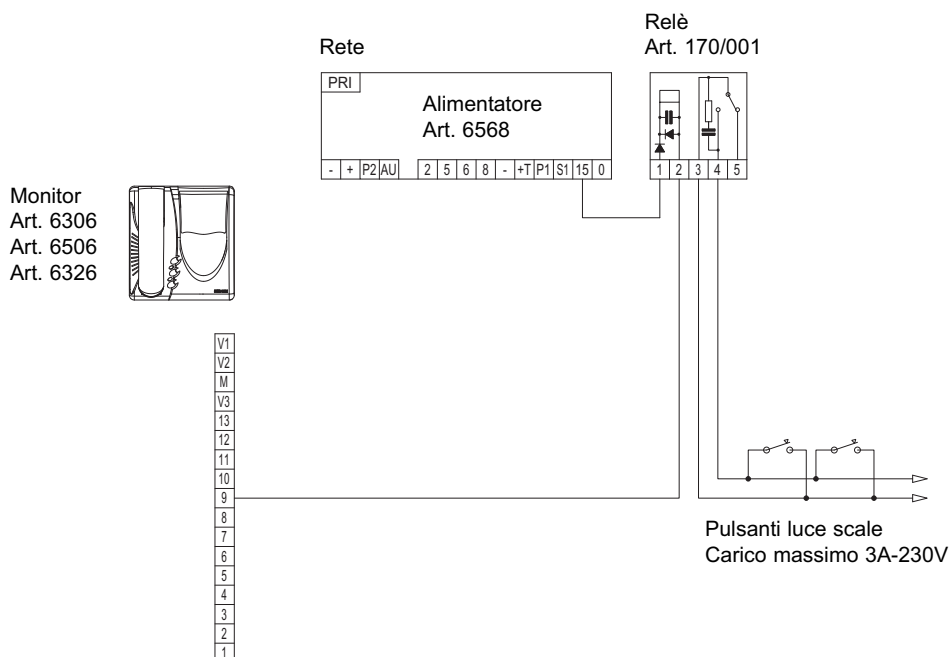 Relè
Art. 170/001
Rete
PRI
Alimentatore
Art. 6568
- + P2 AU 2 5 6 8 - +T P1 S1 15 0
1 2 3 4 5
Monitor
Art. 6306
Art. 6506
Art. 6326
V1
V2
M
V3
13
12
11
10
9
8
7
6
5
4
3
2
1
Pulsanti luce scale
Carico massimo 3A-230V